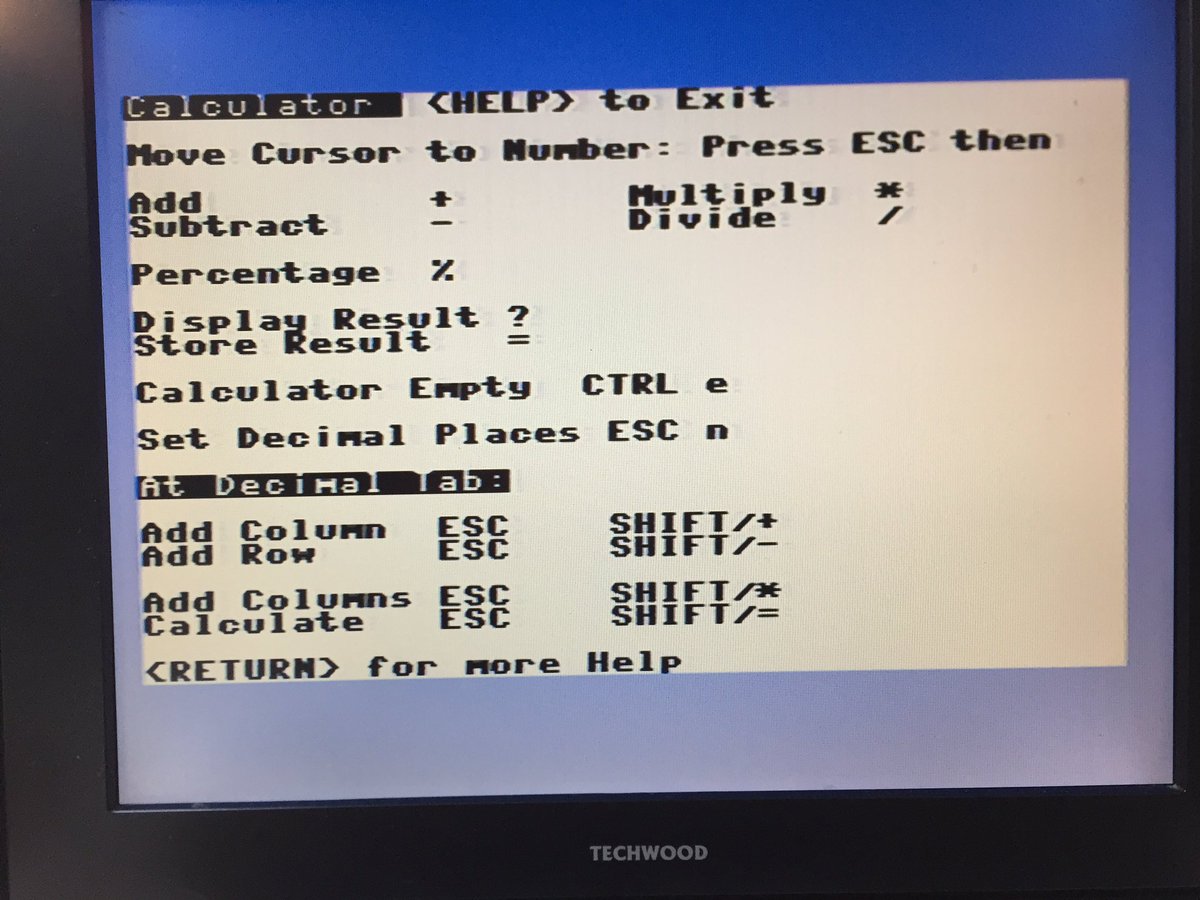 Calculator <HELP> to Exit
Move Cursor to Number: Press ESC then
Add + Multiply *
Subtract - Divide /
Percentage %
Display Result ?
Store Result =
Calculator Empty CTRL e
Set Decimal Places ESC n
At Decimal Tab:
Add Column ESC SHIFT/+
Add Row ESC SHIFT/-
Add Columns ESC SHIFT/*
Calculate ESC SHIFT/=
<RETURN> for more Help
TECHWOOD